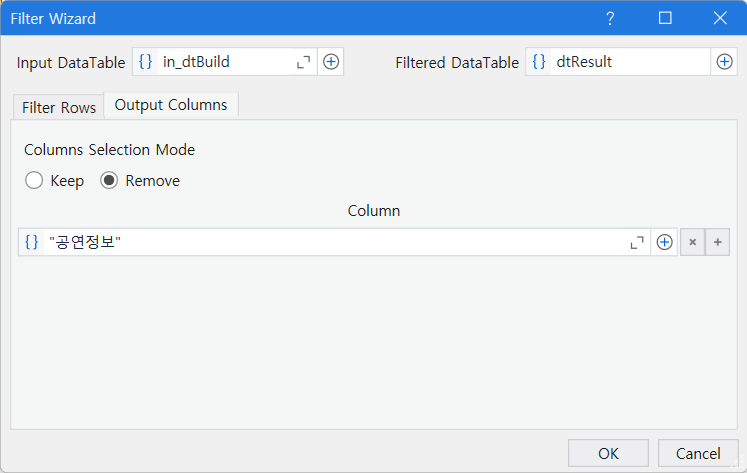 Filter Wizard ?
Input DataTable {} in_dtBuild Filtered DataTable {} dtResult
Filter Rows Output Columns
Columns Selection Mode
Keep Remove
Column
{} "공연정보"
OK Cancel